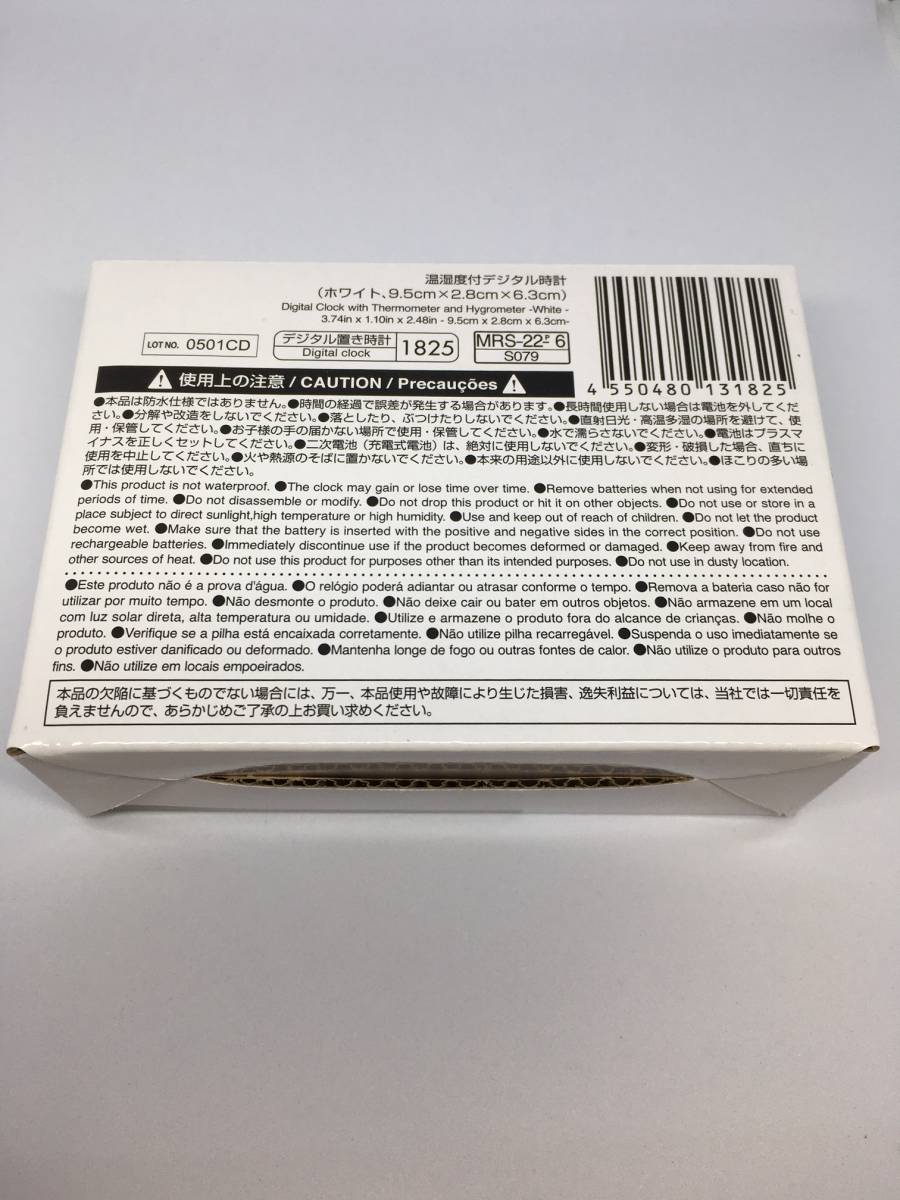 温湿度付デジタル時計
(ホワイト、9.5cm×2.8cm×6.3cm)
Digital Clock with Thermometer and Hygrometer -White -
3.74in x 1.10in x 2.48in - 9.5cm x 2.8cm x 6.3cm-
LOT NO. 0501CD
デジタル置き時計
Digital clock
1825
MRS-22-P 6
S079
4 550480 131825
使用上の注意 / CAUTION / Precauções
●本品は防水仕様ではありません。●時間の経過で誤差が発生する場合があります。●長時間使用しない場合は電池を外してくだ
さい。●分解や改造をしないでください。●落としたり、ぶつけたりしないでください。●直射日光・高温多湿の場所を避けて、使
用・保管してください。●お子様の手の届かない場所で使用・保管してください。●水で濡らさないでください。●電池はプラスマ
イナスを正しくセットしてください。●二次電池（充電式電池）は、絶対に使用しないでください。●変形・破損した場合、直ちに
使用を中止してください。●火や熱源のそばに置かないでください。●本来の用途以外に使用しないでください。●ほこりの多い場
所では使用しないでください。
●This product is not waterproof. ●The clock may gain or lose time over time. ●Remove batteries when not using for extended
periods of time. ●Do not disassemble or modify. ●Do not drop this product or hit it on other objects. ●Do not use or store in a
place subject to direct sunlight,high temperature or high humidity. ●Use and keep out of reach of children. ●Do not let the product
become wet. ●Make sure that the battery is inserted with the positive and negative sides in the correct position. ●Do not use
rechargeable batteries. ●Immediately discontinue use if the product becomes deformed or damaged. ●Keep away from fire and
other sources of heat. ●Do not use this product for purposes other than its intended purposes. ●Do not use in dusty location.
●Este produto não é a prova d'água. ●O relógio poderá adiantar ou atrasar conforme o tempo. ●Remova a bateria caso não for
utilizar por muito tempo. ●Não desmonte o produto. ●Não deixe cair ou bater em outros objetos. ●Não armazene em um local
com luz solar direta, alta temperatura ou umidade. ●Utilize e armazene o produto fora do alcance de crianças. ●Não molhe o
produto. ●Verifique se a pilha está encaixada corretamente. ●Não utilize pilha recarregável. ●Suspenda o uso imediatamente se
o produto estiver danificado ou deformado. ●Mantenha longe de fogo ou outras fontes de calor. ●Não utilize o produto para outros
fins. ●Não utilize em locais empoeirados.
本品の欠陥に基づくものでない場合には、万一、本品使用や故障により生じた損害、逸失利益については、当社では一切責任を
負えませんので、あらかじめご了承の上お買い求めください。